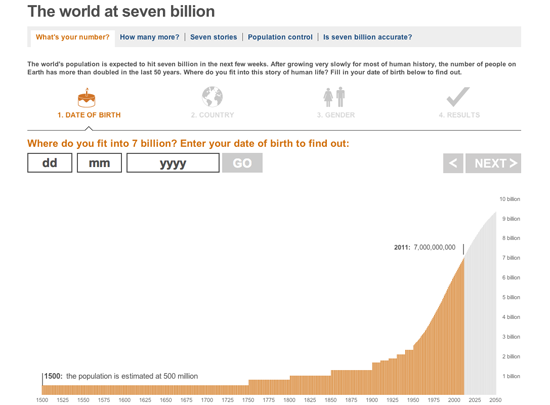 The world at seven billion
What's your number? How many more? Seven stories Population control Is seven billion accurate?
The world's population is expected to hit seven billion in the next few weeks. After growing very slowly for most of human history, the number of people on
Earth has more than doubled in the last 50 years. Where do you fit into this story of human life? Fill in your date of birth below to find out.
1. DATE OF BIRTH 2. COUNTRY 3. GENDER 4. RESULTS
Where do you fit into 7 billion? Enter your date of birth to find out:
dd mm yyyy GO < NEXT >
10 billion
9 billion
8 billion
2011: 7,000,000,000
7 billion
6 billion
5 billion
4 billion
3 billion
2 billion
1500: the population is estimated at 500 million
1 billion
1500 1525 1550 1575 1600 1625 1650 1675 1700 1725 1750 1775 1800 1825 1850 1875 1900 1925 1950 1975 2000 2025 2050